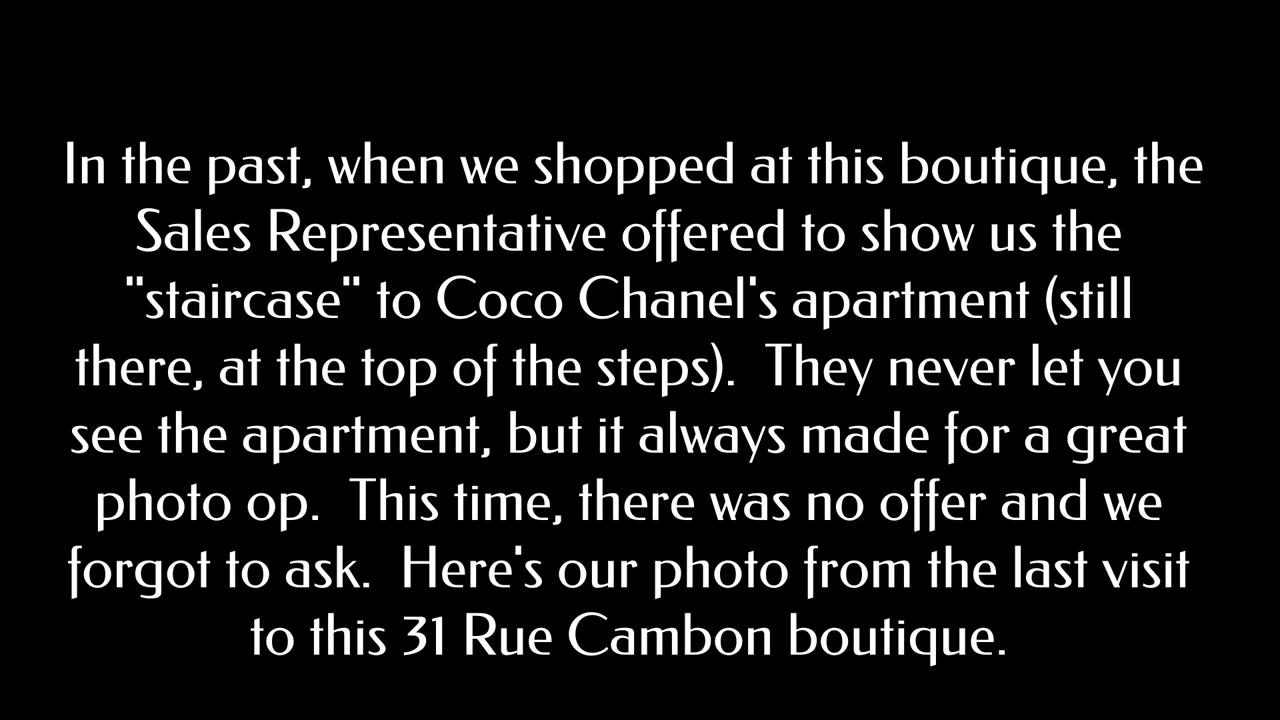 In the past, when we shopped at this boutique, the
Sales Representative offered to show us the
"staircase" to Coco Chanel's apartment (still
there, at the top of the steps).  They never let you
see the apartment, but it always made for a great
photo op.  This time, there was no offer and we
forgot to ask.  Here's our photo from the last visit
to this 31 Rue Cambon boutique.